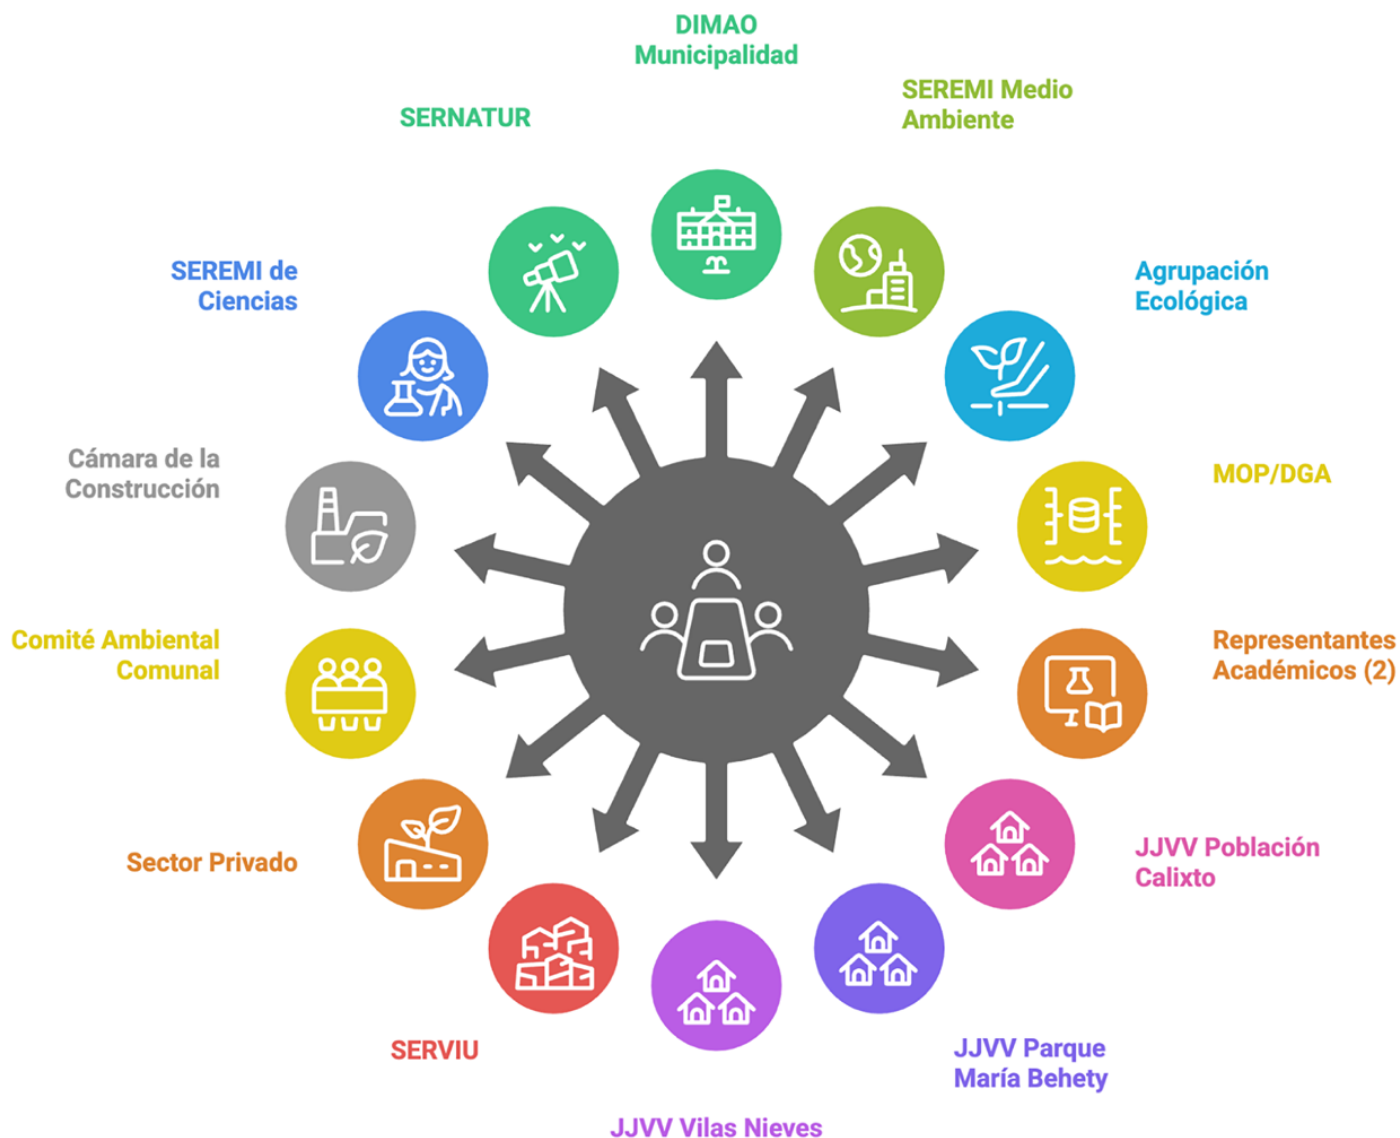 DIMAO
Municipalidad
SEREMI Medio
Ambiente
SERNATUR
Agrupación
Ecológica
SEREMI de
Ciencias
MOP/DGA
Cámara de la
Construcción
Representantes
Académicos (2)
Comité Ambiental
Comunal
JJVV Población
Calixto
Sector Privado
JJVV Parque
María Behety
SERVIU
JJVV Vilas Nieves